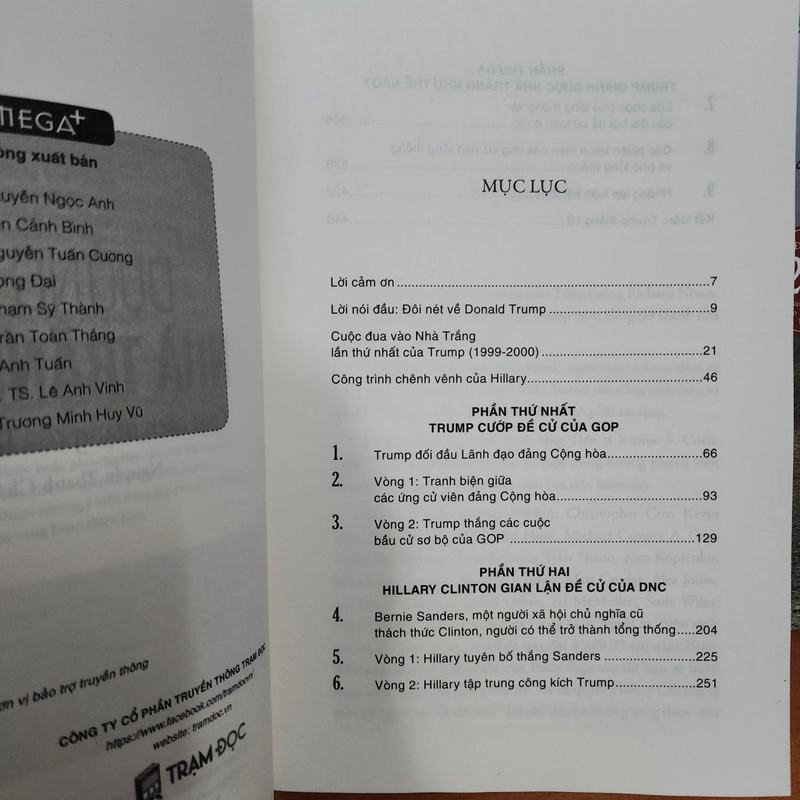 MEGA+
uyễn Ngọc Anh
n Cảnh Bình
guyễn Tuấn Cường
ọng Đại
hạm Sỹ Thành
rần Toàn Thắng
Anh Tuấn
TS. Lê Anh Vinh
Trương Minh Huy Vũ
ơn vị bảo trợ truyền thông
CÔNG TY CỔ PHẦN TRUYỀN THÔNG TRẠM ĐỌC
https://www.facebook.com/tramdocvn/
website: tramdoc.vn
TRẠM ĐỌC
MỤC LỤC
Lời cảm ơn 7
Lời nói đầu: Đôi nét về Donald Trump 9
Cuộc đua vào Nhà Trắng
lần thứ nhất của Trump (1999-2000) 21
Công trình chênh vênh của Hillary 46
PHẦN THỨ NHẤT
TRUMP CƯỚP ĐỀ CỬ CỦA GOP
1. Trump đối đầu Lãnh đạo đảng Cộng hòa 66
2. Vòng 1: Tranh biện giữa
các ứng cử viên đảng Cộng hòa 93
3. Vòng 2: Trump thắng các cuộc
bầu cử sơ bộ của GOP 129
PHẦN THỨ HAI
HILLARY CLINTON GIAN LẬN ĐỀ CỬ CỦA DNC
4. Bernie Sanders, một người xã hội chủ nghĩa cũ
thách thức Clinton, người có thể trở thành tổng thống 204
5. Vòng 1: Hillary tuyên bố thắng Sanders 225
6. Vòng 2: Hillary tập trung công kích Trump 251